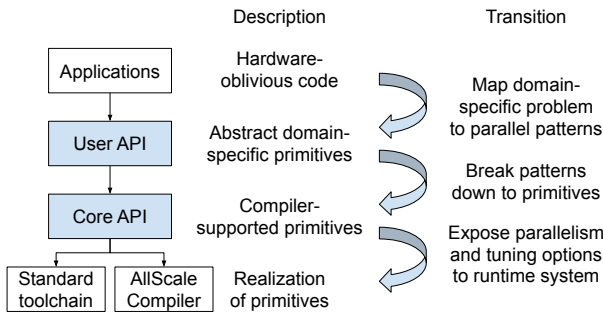 Description
Transition
Applications
Hardware-
oblivious code
Map domain-
specific problem
to parallel patterns
User API
Abstract domain-
specific primitives
Break patterns
down to primitives
Core API
Compiler-
supported primitives
Expose parallelism
and tuning options
to runtime system
Standard
toolchain
AllScale
Compiler
Realization
of primitives